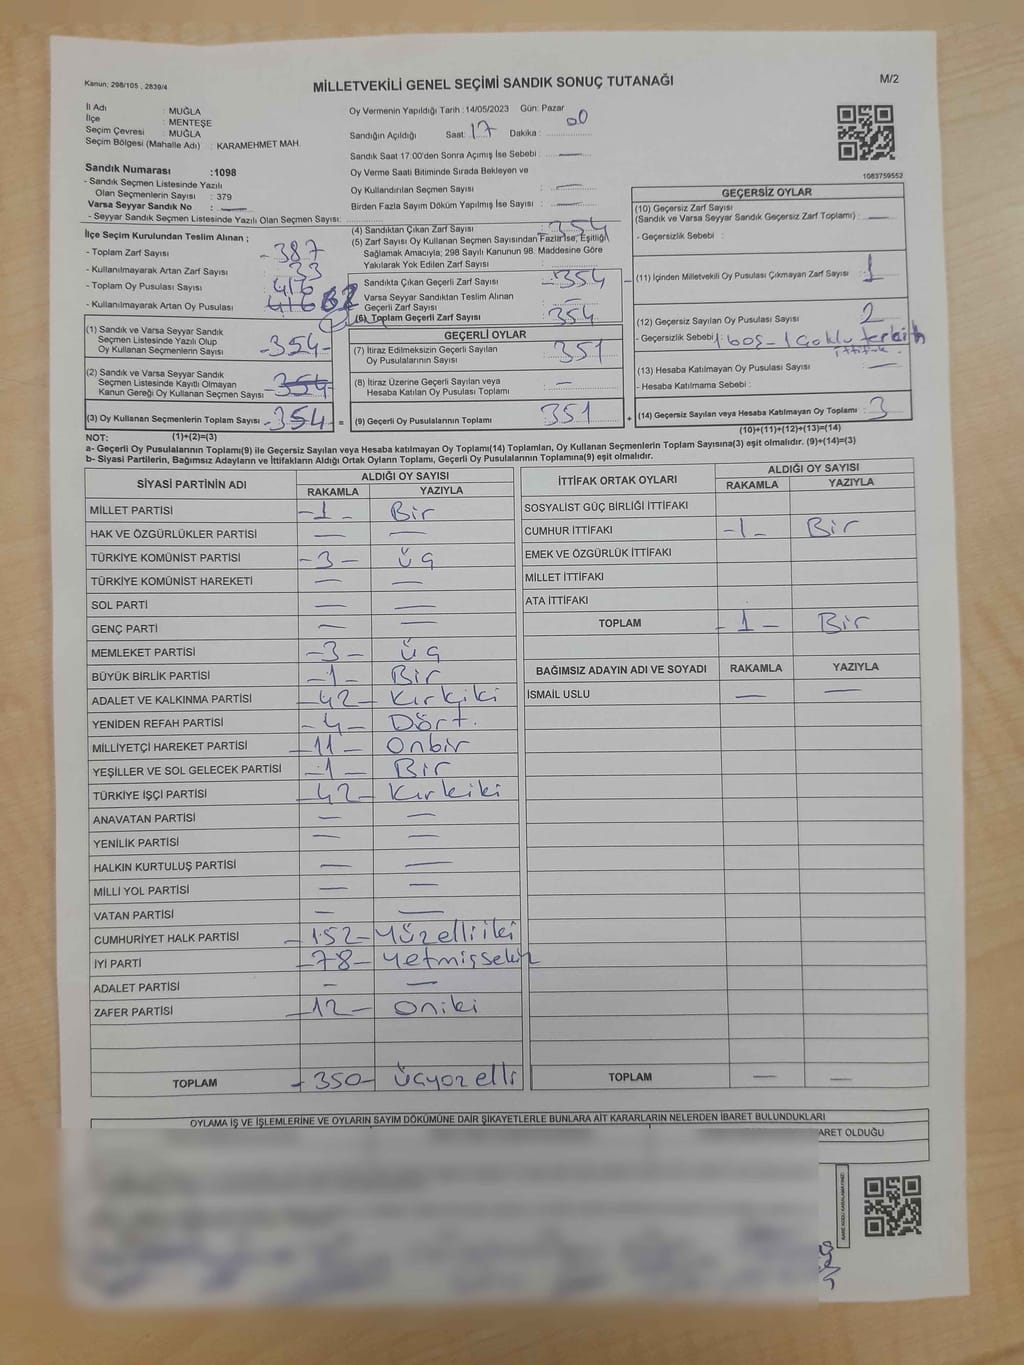 Kanun; 298/105 , 2839/4
MİLLETVEKİLİ GENEL SEÇİMİ SANDIK SONUÇ TUTANAĞI
M/2
İl Adı : MUĞLA
İlçe : MENTEŞE
Seçim Çevresi : MUĞLA
Seçim Bölgesi (Mahalle Adı) : KARAMEHMET MAH.
Sandık Numarası :1098
- Sandık Seçmen Listesinde Yazılı
Olan Seçmenlerin Sayısı : 379
Varsa Seyyar Sandık No : —
- Seyyar Sandık Seçmen Listesinde Yazılı Olan Seçmen Sayısı:
Oy Vermenin Yapıldığı Tarih : 14/05/2023 Gün: Pazar
Sandığın Açıldığı Saat: 17 Dakika : 00
Sandık Saat 17:00'den Sonra Açımış İse Sebebi : —
Oy Verme Saati Bitiminde Sırada Bekleyen ve
Oy Kullandırılan Seçmen Sayısı : —
Birden Fazla Sayım Döküm Yapılmış İse Sayısı : —
1083759552
İlçe Seçim Kurulundan Teslim Alınan ;
- Toplam Zarf Sayısı - 387
- Kullanılmayarak Artan Zarf Sayısı : 33
- Toplam Oy Pusulası Sayısı : 416
- Kullanılmayarak Artan Oy Pusulası : 416 62
(1) Sandık ve Varsa Seyyar Sandık
Seçmen Listesinde Yazılı Olup
Oy Kullanan Seçmenlerin Sayısı -354-
(2) Sandık ve Varsa Seyyar Sandık
Seçmen Listesinde Kayıtlı Olmayan
Kanun Gereği Oy Kullanan Seçmen Sayısı -354-
(3) Oy Kullanan Seçmenlerin Toplam Sayısı -354 =
(4) Sandıktan Çıkan Zarf Sayısı : 354
(5) Zarf Sayısı Oy Kullanan Seçmen Sayısından Fazla İse, Eşitliği
Sağlamak Amacıyla; 298 Sayılı Kanunun 98. Maddesine Göre
Yakılarak Yok Edilen Zarf Sayısı :
Sandıkta Çıkan Geçerli Zarf Sayısı - 354 -
Varsa Seyyar Sandıktan Teslim Alınan
Geçerli Zarf Sayısı : —
(6). Toplam Geçerli Zarf Sayısı : 354
GEÇERLİ OYLAR
(7) İtiraz Edilmeksizin Geçerli Sayılan
Oy Pusulalarının Sayısı : 351
(8) İtiraz Üzerine Geçerli Sayılan veya
Hesaba Katılan Oy Pusulası Toplamı : —
(9) Geçerli Oy Pusulalarının Toplamı 351 +
GEÇERSİZ OYLAR
(10) Geçersiz Zarf Sayısı
(Sandık ve Varsa Seyyar Sandık Geçersiz Zarf Toplamı) : —
- Geçersizlik Sebebi :
(11) İçinden Milletvekili Oy Pusulası Çıkmayan Zarf Sayısı : 1
(12) Geçersiz Sayılan Oy Pusulası Sayısı : 2
- Geçersizlik Sebebi : 1 boş - 1 Çoklu tercih
ittifak.
(13) Hesaba Katılmayan Oy Pusulası Sayısı : —
- Hesaba Katılmama Sebebi :
(14) Geçersiz Sayılan veya Hesaba Katılmayan Oy Toplamı : 3
NOT: (1)+(2)=(3)
(10)+(11)+(12)+(13)=(14)
a- Geçerli Oy Pusulalarının Toplamı(9) ile Geçersiz Sayılan veya Hesaba katılmayan Oy Toplamı(14) Toplamları, Oy Kullanan Seçmenlerin Toplam Sayısına(3) eşit olmalıdır. (9)+(14)=(3)
b- Siyasi Partilerin, Bağımsız Adayların ve İttifakların Aldığı Ortak Oyların Toplamı, Geçerli Oy Pusulalarının Toplamına(9) eşit olmalıdır.
SİYASİ PARTİNİN ADI ALDIĞI OY SAYISI
RAKAMLA YAZIYLA
MİLLET PARTİSİ -1- Bir
HAK VE ÖZGÜRLÜKLER PARTİSİ — —
TÜRKİYE KOMÜNİST PARTİSİ -3- Üç
TÜRKİYE KOMÜNİST HAREKETİ — —
SOL PARTİ — —
GENÇ PARTİ — —
MEMLEKET PARTİSİ -3- Üç
BÜYÜK BİRLİK PARTİSİ -1- Bir
ADALET VE KALKINMA PARTİSİ -42- Kırkiki
YENİDEN REFAH PARTİSİ -4- Dört.
MİLLİYETÇİ HAREKET PARTİSİ -11- Onbir
YEŞİLLER VE SOL GELECEK PARTİSİ -1- Bir
TÜRKİYE İŞÇİ PARTİSİ -42- Kırkiki
ANAVATAN PARTİSİ — —
YENİLİK PARTİSİ — —
HALKIN KURTULUŞ PARTİSİ — —
MİLLİ YOL PARTİSİ — —
VATAN PARTİSİ — —
CUMHURİYET HALK PARTİSİ -152- Yüzelliiki
İYİ PARTİ -78- Yetmişsekiz
ADALET PARTİSİ — —
ZAFER PARTİSİ -12- Oniki
TOPLAM -350- Üçyüzelli
İTTİFAK ORTAK OYLARI ALDIĞI OY SAYISI
RAKAMLA YAZIYLA
SOSYALİST GÜÇ BİRLİĞİ İTTİFAKI
CUMHUR İTTİFAKI -1- Bir
EMEK VE ÖZGÜRLÜK İTTİFAKI
MİLLET İTTİFAKI
ATA İTTİFAKI
TOPLAM -1- Bir
BAĞIMSIZ ADAYIN ADI VE SOYADI RAKAMLA YAZIYLA
İSMAİL USLU — —
TOPLAM — —
OYLAMA İŞ VE İŞLEMLERİNE VE OYLARIN SAYIM DÖKÜMÜNE DAİR ŞİKAYETLERLE BUNLARA AİT KARARLARIN NELERDEN İBARET BULUNDUKLARI
ARET OLDUĞU